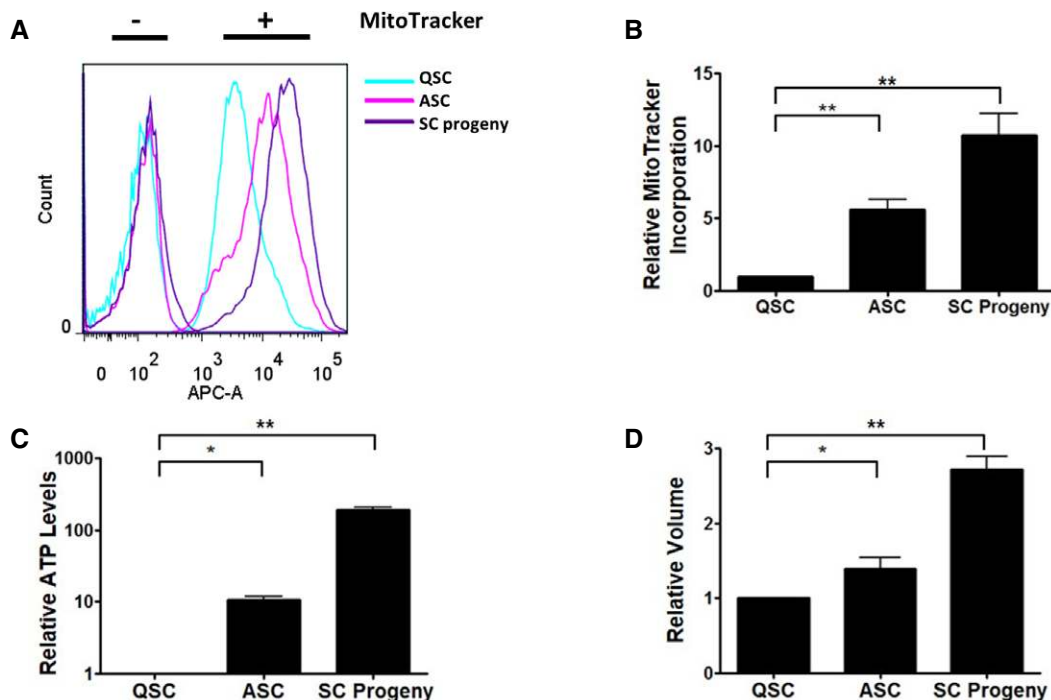 A
- + MitoTracker
Count
0
0 10^2 10^3 10^4 10^5
APC-A
QSC
ASC
SC progeny
B
Relative MitoTracker
Incorporation
15
10
5
0
**
**
QSC ASC SC Progeny
C
Relative ATP Levels
1000
100
10
1
**
*
QSC ASC SC Progeny
D
Relative Volume
3
2
1
0
**
*
QSC ASC SC Progeny